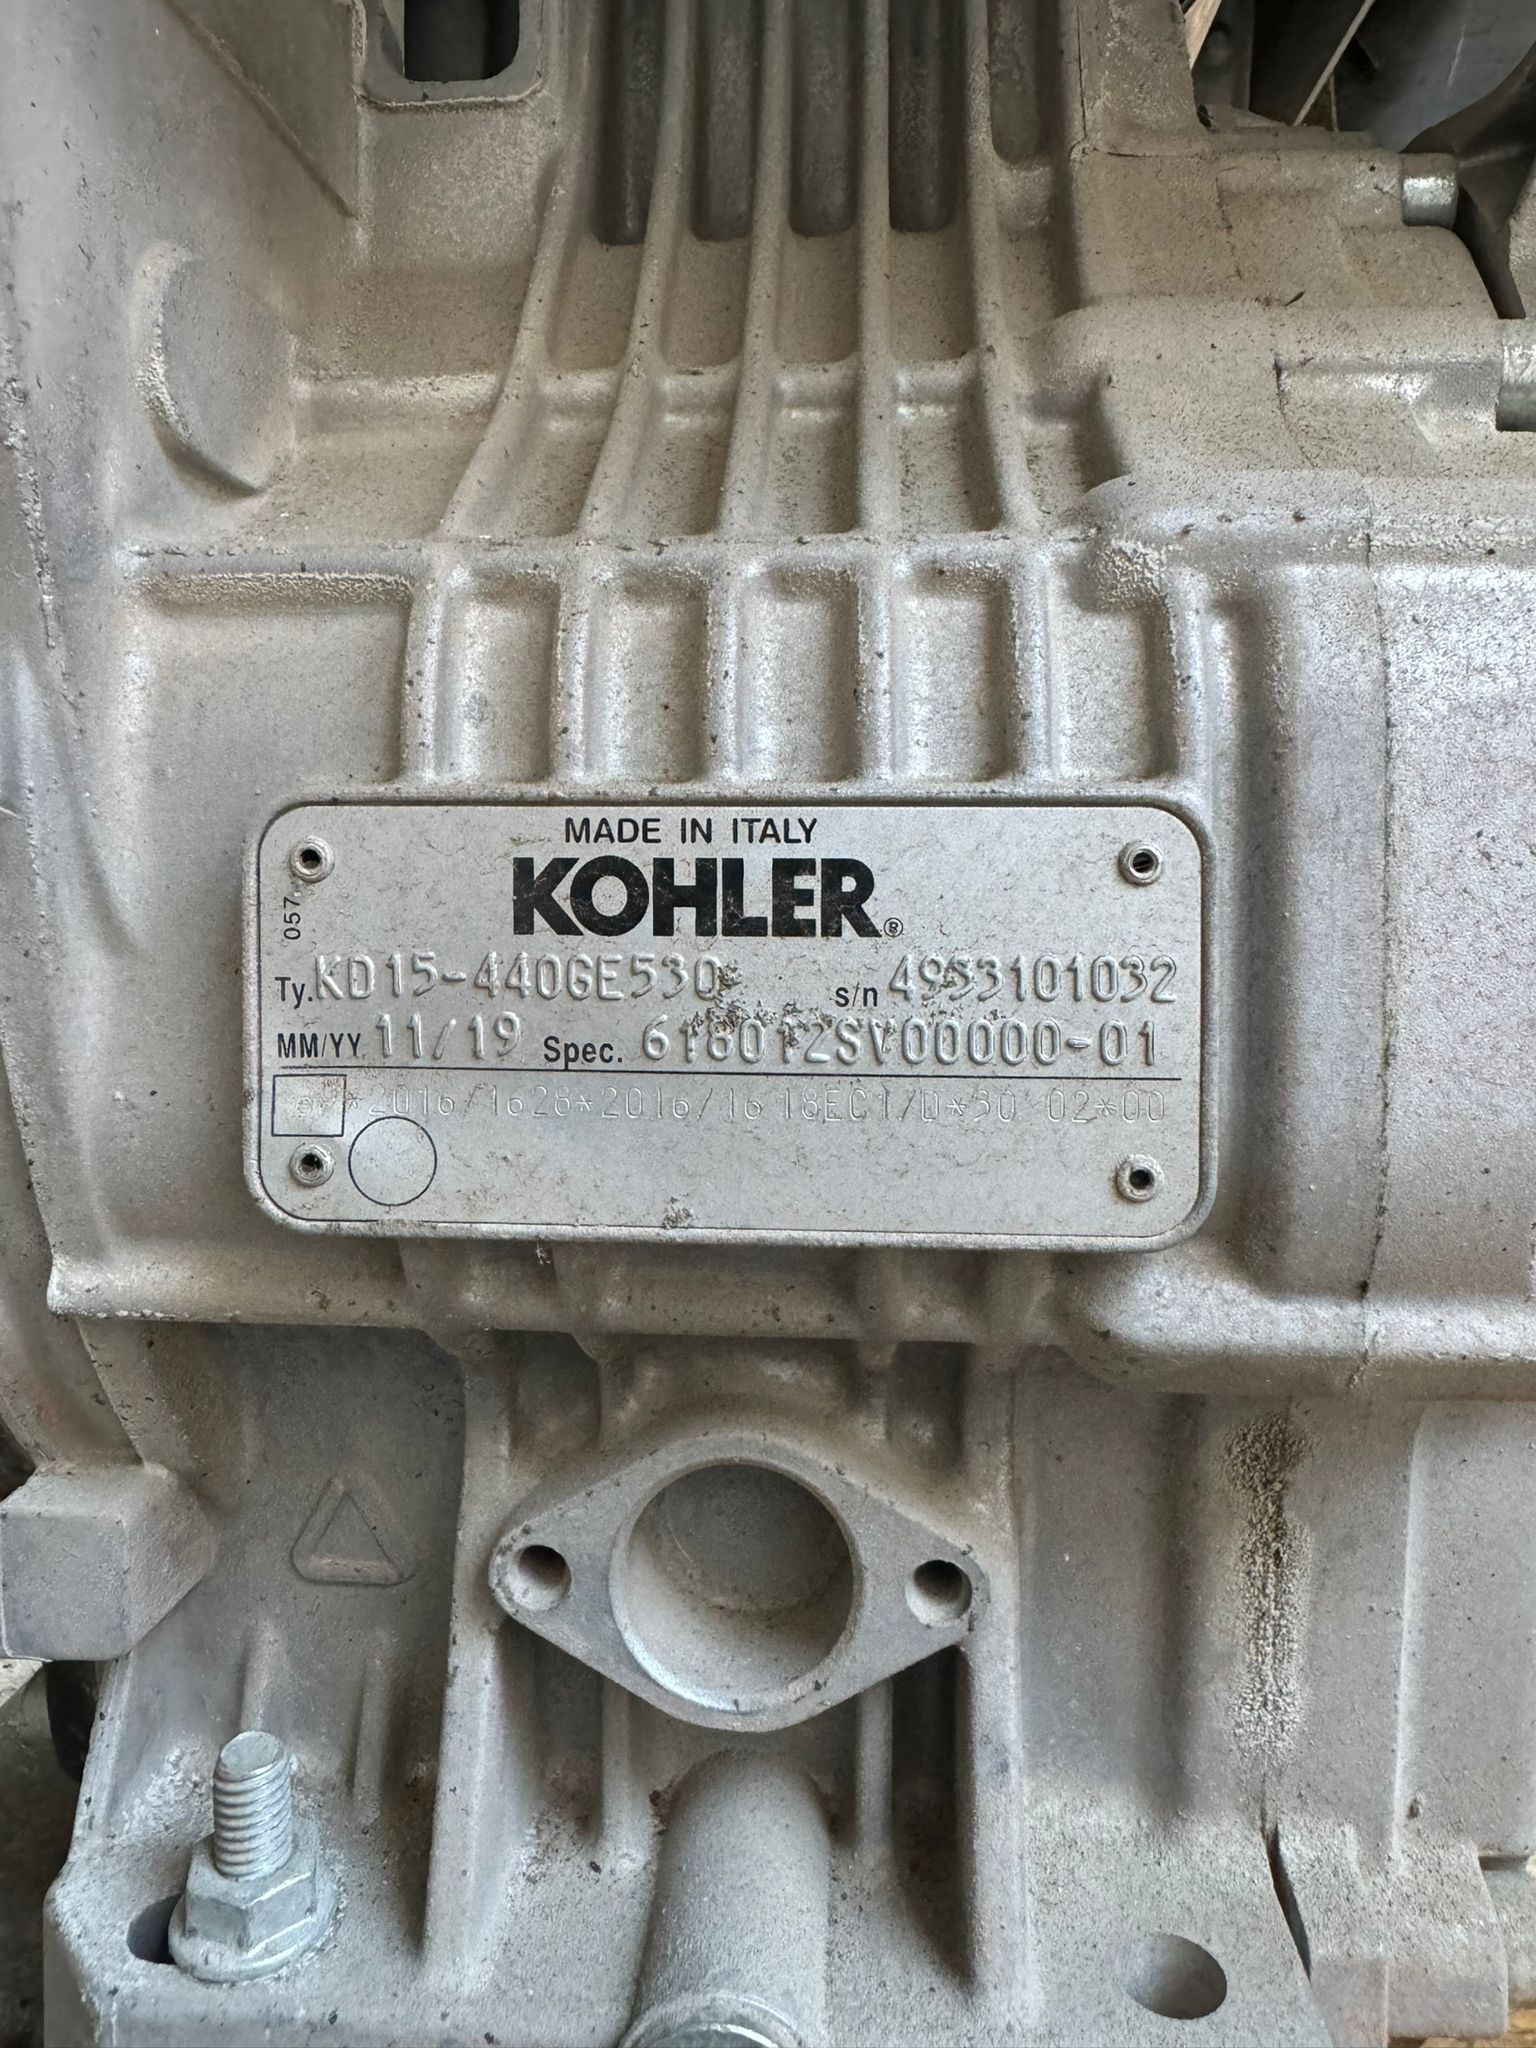 MADE IN ITALY
KOHLER®
057
Ty. KD15-440GE530 s/n 4953101032
MM/YY 11/19 Spec. 618012SV00000-01
*2016/1628*2016/1618EC1/D*30 02*00